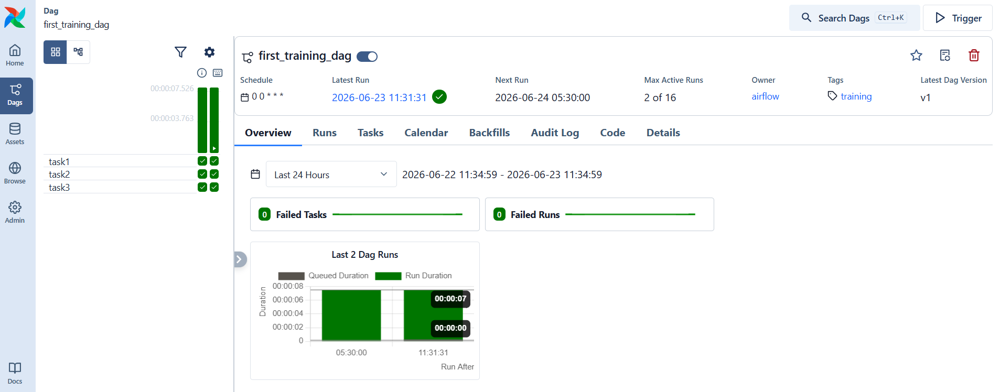 Dag
first_training_dag
Search Dags Ctrl+K
Trigger
Home
Dags
Assets
Browse
Admin
Docs
00:00:07.526
00:00:03.763
task1
task2
task3
first_training_dag
Schedule
0 0 * * *
Latest Run
2026-06-23 11:31:31
Next Run
2026-06-24 05:30:00
Max Active Runs
2 of 16
Owner
airflow
Tags
training
Latest Dag Version
v1
Overview Runs Tasks Calendar Backfills Audit Log Code Details
Last 24 Hours
2026-06-22 11:34:59 - 2026-06-23 11:34:59
0 Failed Tasks
0 Failed Runs
Last 2 Dag Runs
Queued Duration Run Duration
Duration
00:00:08
00:00:06
00:00:04
00:00:02
0
00:00:07
00:00:00
05:30:00 11:31:31
Run After